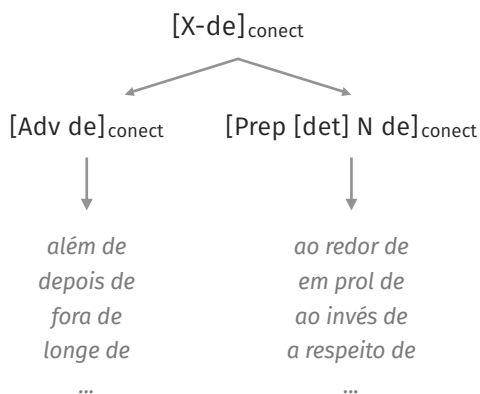 [X-de]conect
[Adv de]conect
[Prep [det] N de]conect
além de
depois de
fora de
longe de
...
ao redor de
em prol de
ao invés de
a respeito de
...